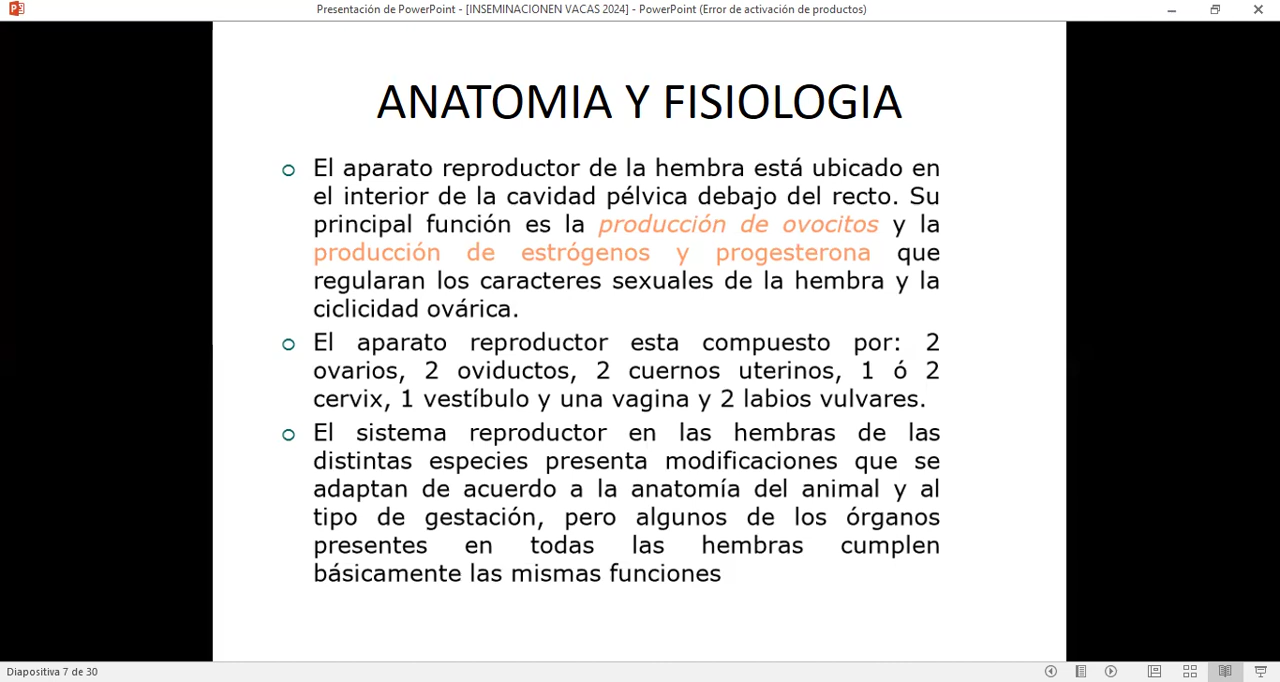 Presentación de PowerPoint - [INSEMINACIONEN VACAS 2024] - PowerPoint (Error de activación de productos)
ANATOMIA Y FISIOLOGIA
El aparato reproductor de la hembra está ubicado en
el interior de la cavidad pélvica debajo del recto. Su
principal función es la producción de ovocitos y la
producción de estrógenos y progesterona que
regularan los caracteres sexuales de la hembra y la
ciclicidad ovárica.
El aparato reproductor esta compuesto por: 2
ovarios, 2 oviductos, 2 cuernos uterinos, 1 ó 2
cervix, 1 vestíbulo y una vagina y 2 labios vulvares.
El sistema reproductor en las hembras de las
distintas especies presenta modificaciones que se
adaptan de acuerdo a la anatomía del animal y al
tipo de gestación, pero algunos de los órganos
presentes en todas las hembras cumplen
básicamente las mismas funciones
Diapositiva 7 de 30